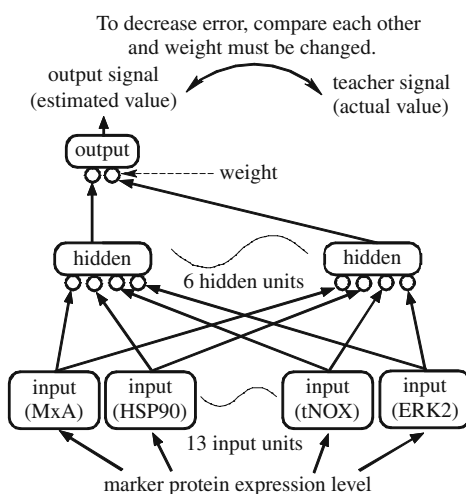 To decrease error, compare each other
and weight must be changed.
output signal
(estimated value)
teacher signal
(actual value)
output
weight
hidden
hidden
6 hidden units
input
(MxA)
input
(HSP90)
input
(tNOX)
input
(ERK2)
13 input units
marker protein expression level